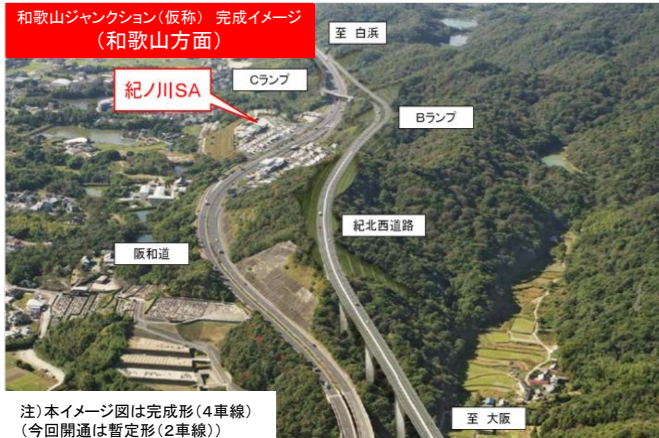 和歌山ジャンクション(仮称) 完成イメージ
(和歌山方面)
至 白浜
Cランプ
紀ノ川SA
Bランプ
紀北西道路
阪和道
至 大阪
注)本イメージ図は完成形(4車線)
(今回開通は暫定形(2車線))